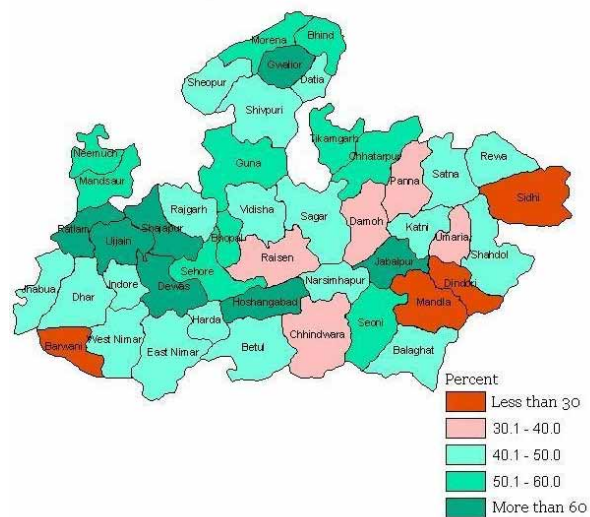 Morena
Bhind
Gwalior
Sheopur
Datia
Shivpuri
Tikamgarh
Chhatarpur
Neemuch
Mandsaur
Guna
Panna
Satna
Rewa
Sidhi
Ratlam
Ujjain
Shajapur
Rajgarh
Vidisha
Sagar
Damoh
Katni
Umaria
Shahdol
Bhopal
Raisen
Jabalpur
Dindori
Jhabua
Dhar
Indore
Dewas
Sehore
Hoshangabad
Narsimhapur
Mandla
Barwani
West Nimar
East Nimar
Harda
Betul
Chhindwara
Seoni
Balaghat
Percent
Less than 30
30.1 - 40.0
40.1 - 50.0
50.1 - 60.0
More than 60